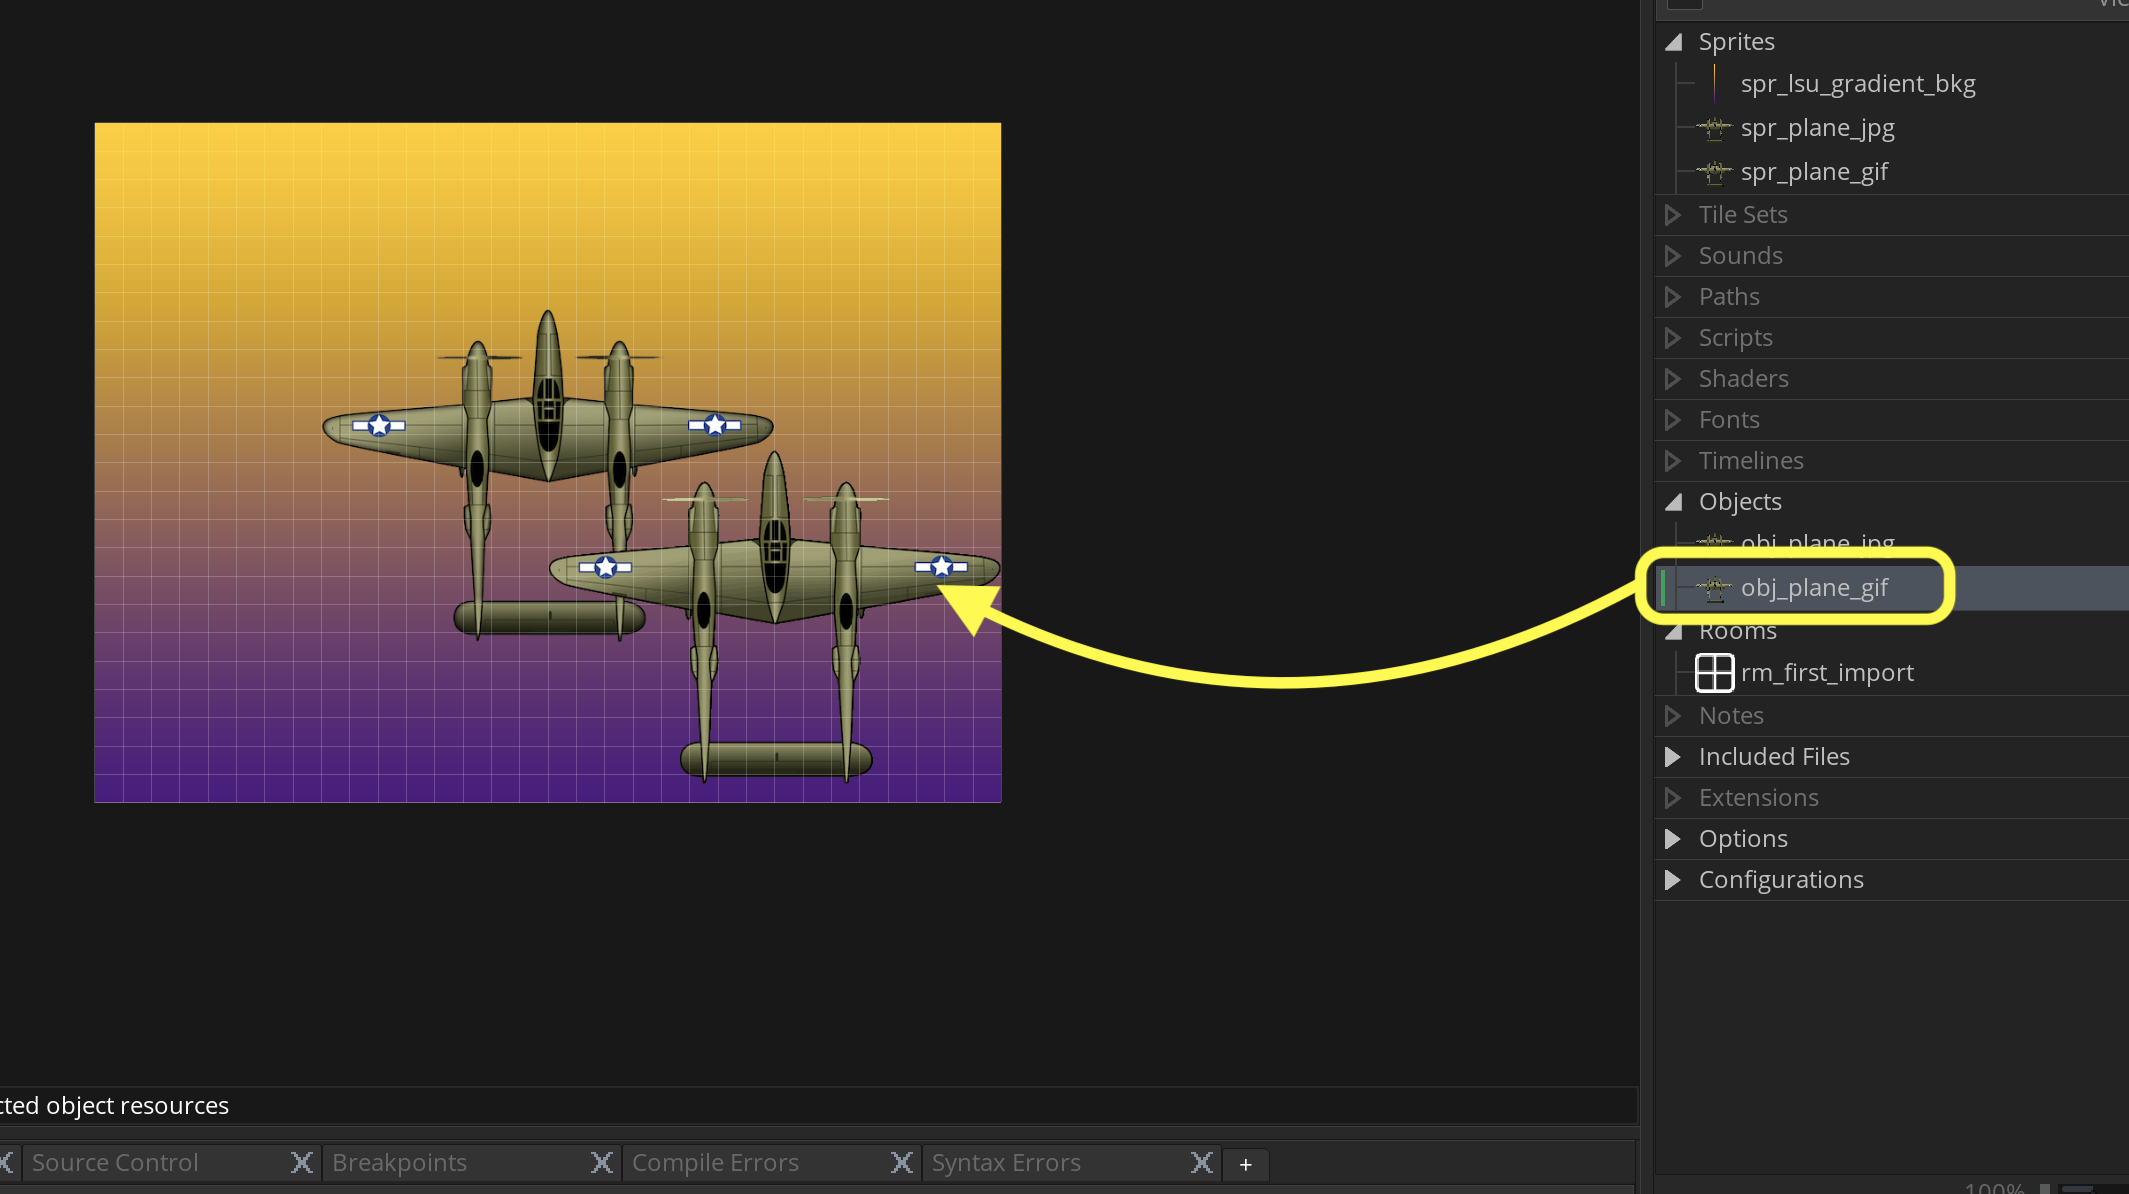 Sprites
spr_lsu_gradient_bkg
spr_plane_jpg
spr_plane_gif
Tile Sets
Sounds
Paths
Scripts
Shaders
Fonts
Timelines
Objects
obj_plane_jpg
obj_plane_gif
Rooms
rm_first_import
Notes
Included Files
Extensions
Options
Configurations
cted object resources
Source Control
Breakpoints
Compile Errors
Syntax Errors
+
100%